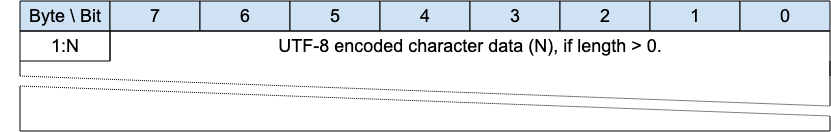 Byte \ Bit 7 6 5 4 3 2 1 0
1:N UTF-8 encoded character data (N), if length > 0.